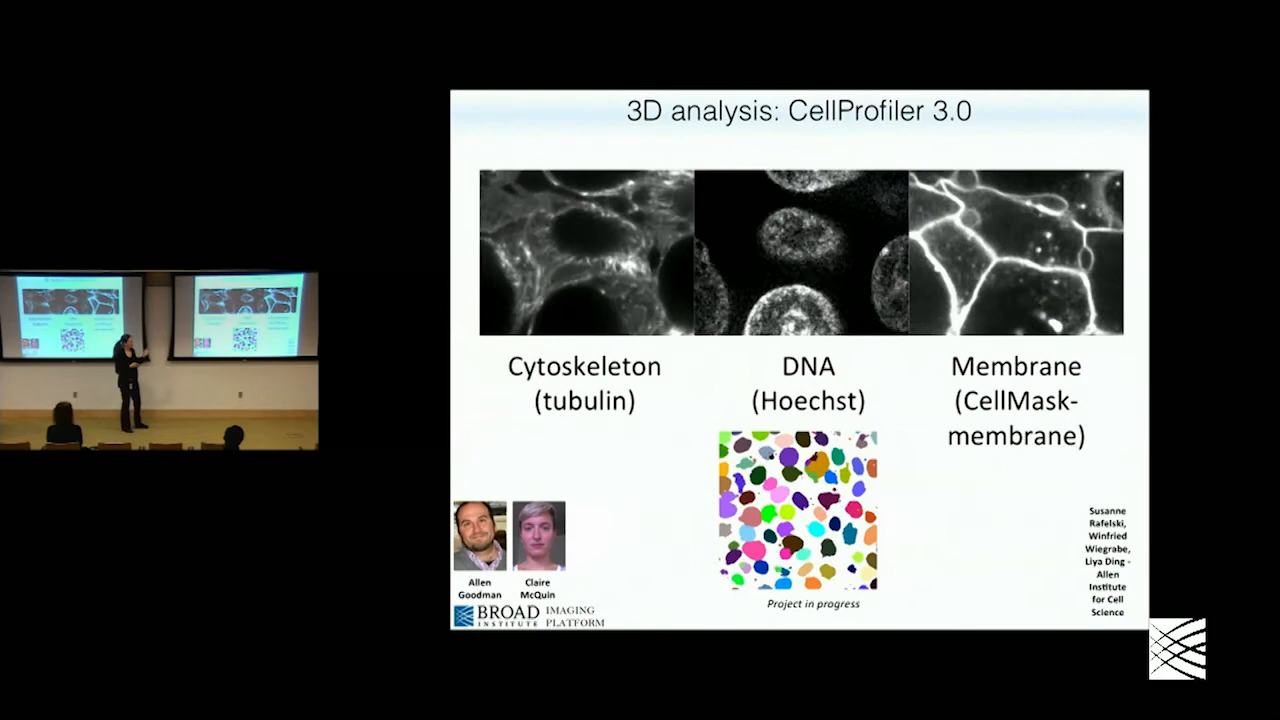 3D analysis: CellProfiler 3.0
Cytoskeleton
(tubulin)
DNA
(Hoechst)
Membrane
(CellMask-
membrane)
Allen
Goodman
Claire
McQuin
BROAD
INSTITUTE
IMAGING
PLATFORM
Project in progress
Susanne
Rafelski,
Winfried
Wiegrabe,
Liya Ding -
Allen
Institute
for Cell
Science